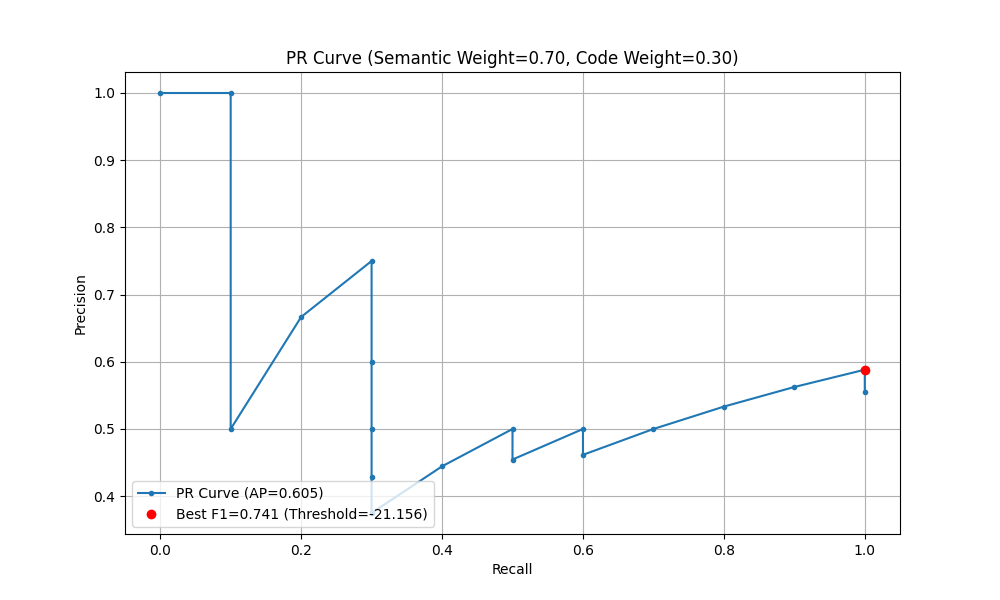 PR Curve (Semantic Weight=0.70, Code Weight=0.30)
1.0
0.9
0.8
0.7
0.6
0.5
0.4
Precision
PR Curve (AP=0.605)
Best F1=0.741 (Threshold=-21.156)
0.0 0.2 0.4 0.6 0.8 1.0
Recall